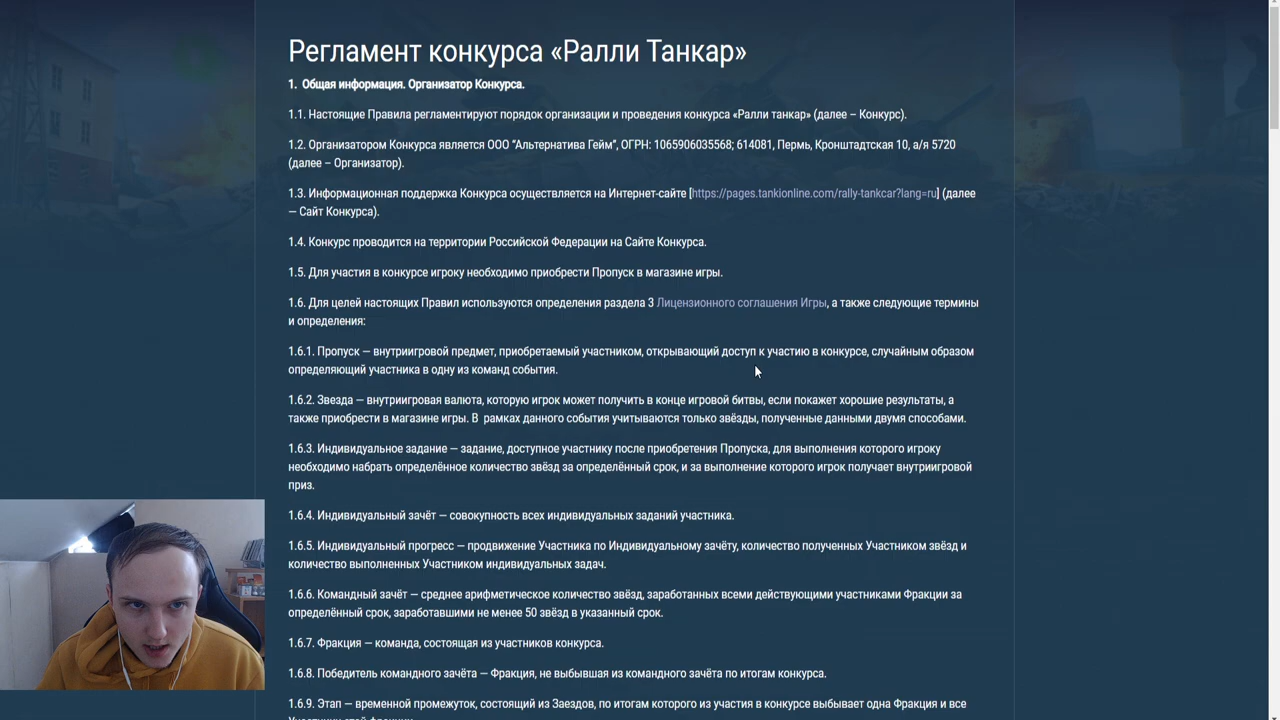 Регламент конкурса «Ралли Танкар»
1. Общая информация. Организатор Конкурса.
1.1. Настоящие Правила регламентируют порядок организации и проведения конкурса «Ралли танкар» (далее – Конкурс).
1.2. Организатором Конкурса является ООО “Альтернатива Гейм”, ОГРН: 1065906035568; 614081, Пермь, Кронштадтская 10, а/я 5720
(далее – Организатор).
1.3. Информационная поддержка Конкурса осуществляется на Интернет-сайте [https://pages.tankionline.com/rally-tankcar?lang=ru] (далее
— Сайт Конкурса).
1.4. Конкурс проводится на территории Российской Федерации на Сайте Конкурса.
1.5. Для участия в конкурсе игроку необходимо приобрести Пропуск в магазине игры.
1.6. Для целей настоящих Правил используются определения раздела 3 Лицензионного соглашения Игры, а также следующие термины
и определения:
1.6.1. Пропуск — внутриигровой предмет, приобретаемый участником, открывающий доступ к участию в конкурсе, случайным образом
определяющий участника в одну из команд события.
1.6.2. Звезда — внутриигровая валюта, которую игрок может получить в конце игровой битвы, если покажет хорошие результаты, а
также приобрести в магазине игры. В рамках данного события учитываются только звёзды, полученные данными двумя способами.
1.6.3. Индивидуальное задание — задание, доступное участнику после приобретения Пропуска, для выполнения которого игроку
необходимо набрать определённое количество звёзд за определённый срок, и за выполнение которого игрок получает внутриигровой
приз.
1.6.4. Индивидуальный зачёт — совокупность всех индивидуальных заданий участника.
1.6.5. Индивидуальный прогресс — продвижение Участника по Индивидуальному зачёту, количество полученных Участником звёзд и
количество выполненных Участником индивидуальных задач.
1.6.6. Командный зачёт — среднее арифметическое количество звёзд, заработанных всеми действующими участниками Фракции за
определённый срок, заработавшими не менее 50 звёзд в указанный срок.
1.6.7. Фракция — команда, состоящая из участников конкурса.
1.6.8. Победитель командного зачёта — Фракция, не выбывшая из командного зачёта по итогам конкурса.
1.6.9. Этап — временной промежуток, состоящий из Заездов, по итогам которого из участия в конкурсе выбывает одна Фракция и все
Участники этой фракции.